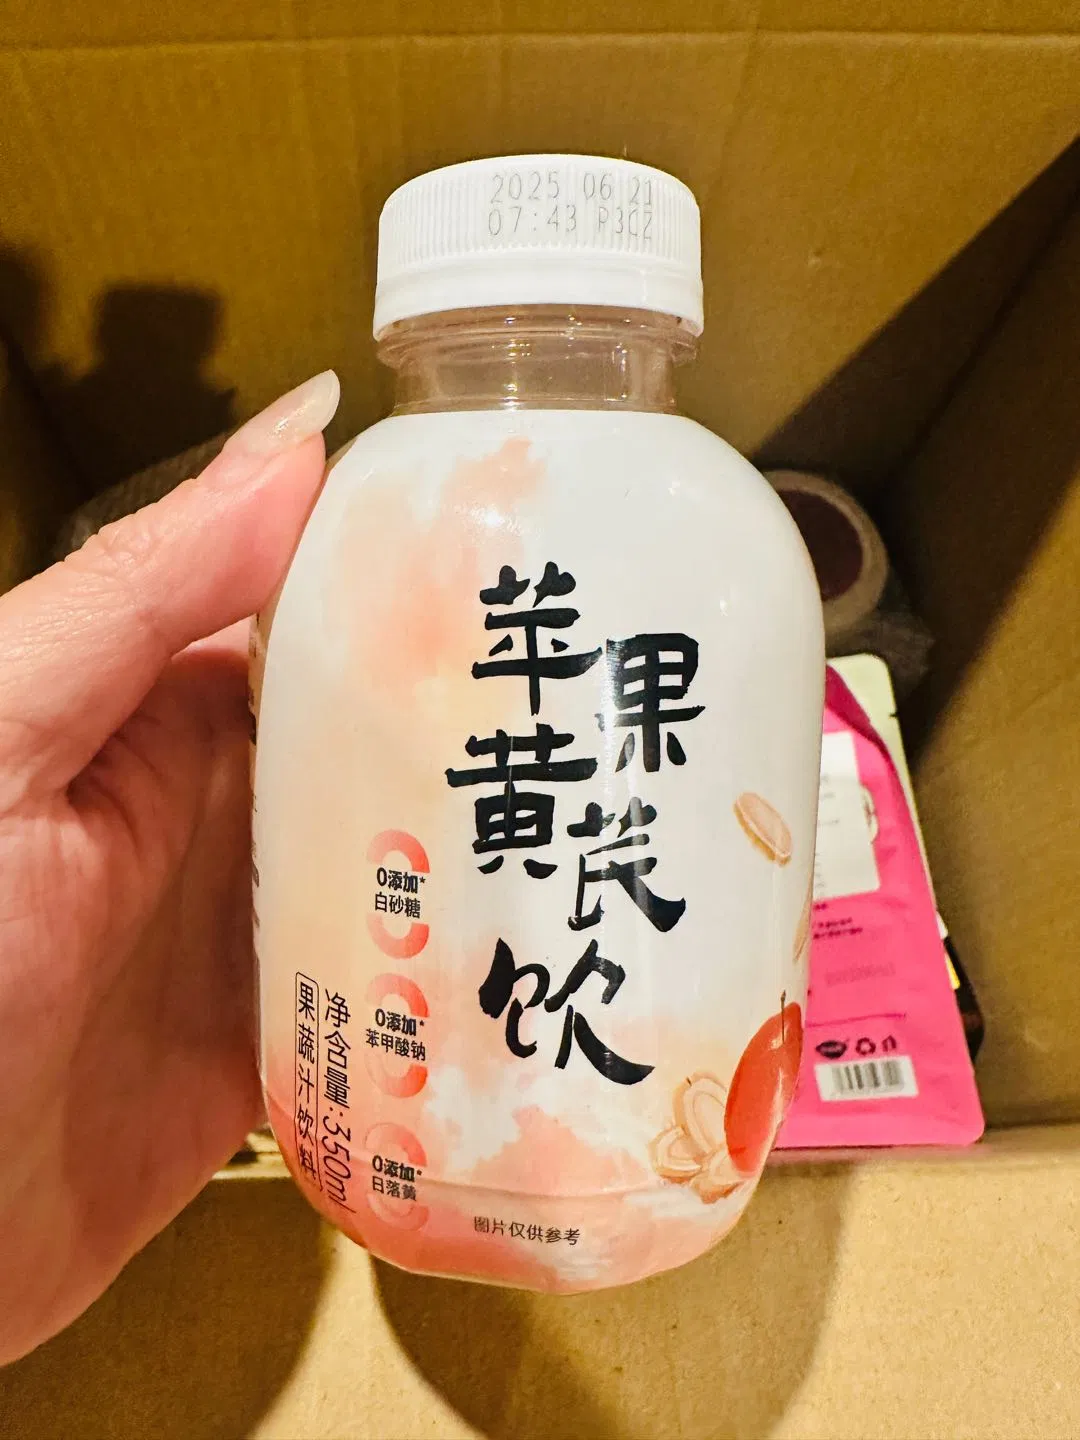 2025 06 21
07:43 P3CZ
苹果黄芪饮
0添加*
白砂糖
0添加*
苯甲酸钠
0添加*
日落黄
净含量:350ml
果蔬汁饮料
图片仅供参考